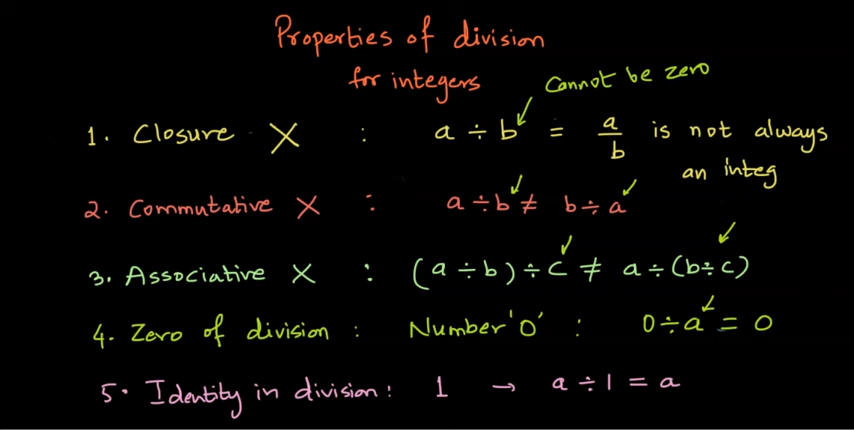 Properties of division
for integers
Cannot be zero
1. Closure X : a ÷ b = a/b is not always
an integ
2. Commutative X : a ÷ b ≠ b ÷ a
3. Associative X : (a ÷ b) ÷ c ≠ a ÷ (b ÷ c)
4. Zero of division : Number '0' : 0 ÷ a = 0
5. Identity in division : 1 → a ÷ 1 = a